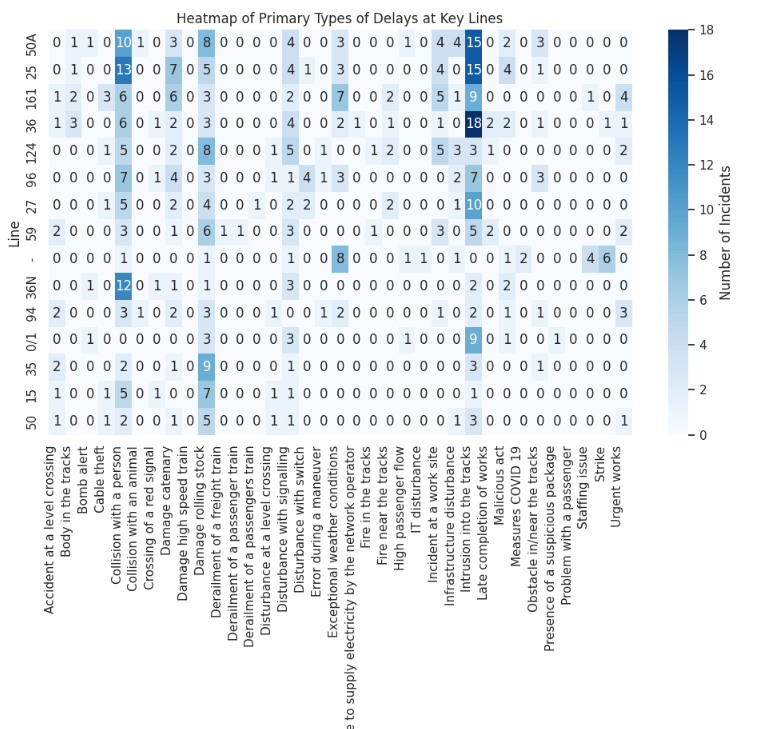 Heatmap of Primary Types of Delays at Key Lines
Line
50A 0 1 1 0 10 1 0 3 0 8 0 0 0 0 4 0 0 3 0 0 0 1 0 4 4 15 0 2 0 3 0 0 0 0 0
25 0 1 0 0 13 0 0 7 0 5 0 0 0 0 4 1 0 3 0 0 0 0 0 4 0 15 0 4 0 1 0 0 0 0 0
161 1 2 0 3 6 0 0 6 0 3 0 0 0 0 2 0 0 7 0 0 2 0 0 5 1 9 0 0 0 0 0 0 1 0 4
36 1 3 0 0 6 0 1 2 0 3 0 0 0 0 4 0 0 2 1 0 1 0 0 1 0 18 2 2 0 1 0 0 0 1 1
124 0 0 0 1 5 0 0 2 0 8 0 0 0 1 5 0 1 0 0 1 2 0 0 5 3 3 1 0 0 0 0 0 0 0 2
96 0 0 0 0 7 0 1 4 0 3 0 0 0 1 1 4 1 3 0 0 0 0 0 0 2 7 0 0 0 3 0 0 0 0 0
27 0 0 0 1 5 0 0 2 0 4 0 0 1 0 2 2 0 0 0 0 2 0 0 0 1 10 0 0 0 0 0 0 0 0 0
59 2 0 0 0 3 0 0 1 0 6 1 1 0 0 3 0 0 0 0 1 0 0 0 3 0 5 2 0 0 0 0 0 0 0 2
- 0 0 0 0 1 0 0 0 0 1 0 0 0 0 1 0 0 8 0 0 0 1 1 0 1 0 0 1 2 0 0 0 4 6 0
36N 0 0 1 0 12 0 1 1 0 1 0 0 0 0 3 0 0 0 0 0 0 0 0 0 0 2 0 2 0 0 0 0 0 0 0
94 2 0 0 0 3 1 0 2 0 3 0 0 0 1 0 0 1 2 0 0 0 0 0 1 0 2 0 1 0 1 0 0 0 0 3
0/1 0 0 1 0 0 0 0 0 0 3 0 0 0 0 3 0 0 0 0 0 0 1 0 0 0 9 0 1 0 0 1 0 0 0 0
35 2 0 0 0 2 0 0 1 0 9 0 0 0 0 1 0 0 0 0 0 0 0 0 0 0 3 0 0 0 1 0 0 0 0 0
15 1 0 0 1 5 0 1 0 0 7 0 0 0 1 1 0 0 0 0 0 0 0 0 0 0 1 0 0 0 0 0 0 0 0 0
50 1 0 0 1 2 0 0 1 0 5 0 0 0 1 1 0 0 0 0 0 0 0 0 0 1 3 0 0 0 0 0 0 0 0 1
Accident at a level crossing
Body in the tracks
Bomb alert
Cable theft
Collision with a person
Collision with an animal
Crossing of a red signal
Damage catenary
Damage high speed train
Damage rolling stock
Derailment of a freight train
Derailment of a passenger train
Derailment of a passengers train
Disturbance at a level crossing
Disturbance with signalling
Disturbance with switch
Error during a maneuver
Exceptional weather conditions
e to supply electricity by the network operator
Fire in the tracks
Fire near the tracks
High passenger flow
IT disturbance
Incident at a work site
Infrastructure disturbance
Intrusion into the tracks
Late completion of works
Malicious act
Measures COVID 19
Obstacle in/near the tracks
Presence of a suspicious package
Problem with a passenger
Staffing issue
Strike
Urgent works
18
16
14
12
10
8
6
4
2
0
Number of Incidents